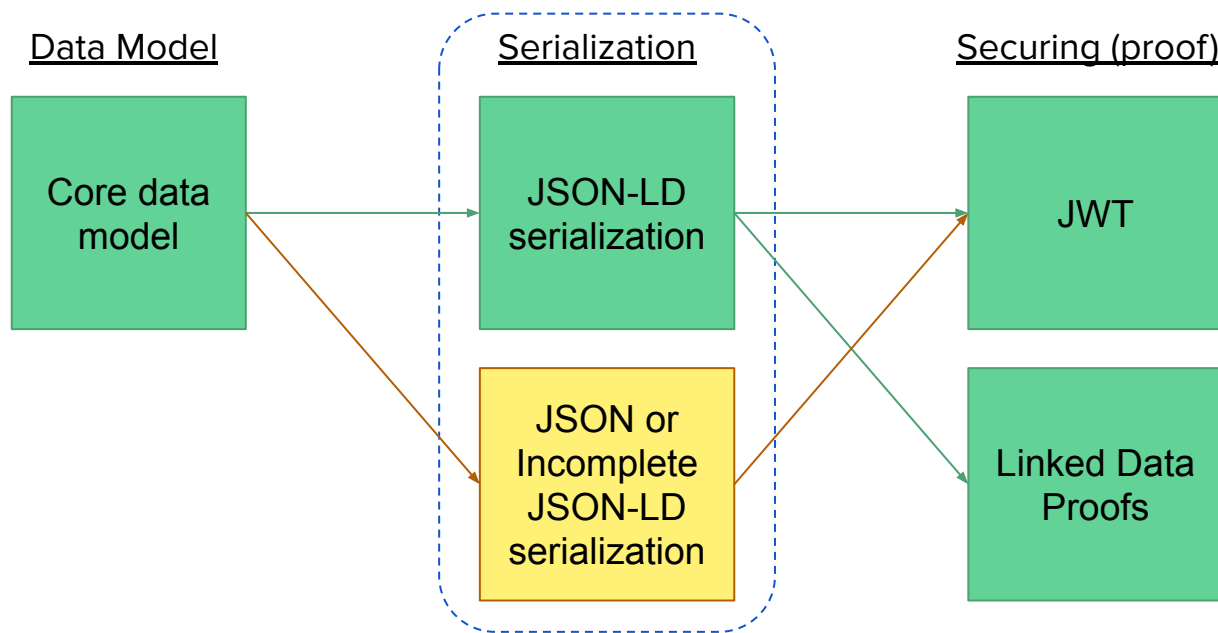 Data Model
Serialization
Securing (proof)
Core data
model
JSON-LD
serialization
JWT
JSON or
Incomplete
JSON-LD
serialization
Linked Data
Proofs